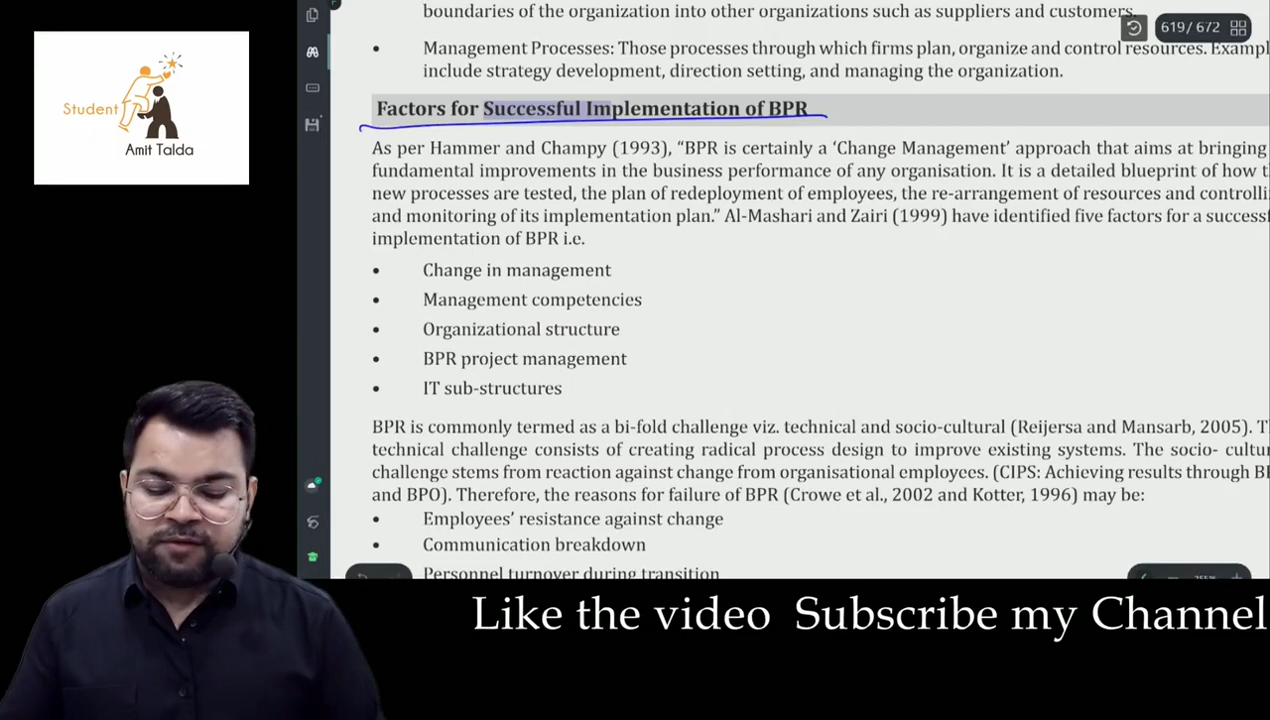 Student
Amit Talda
boundaries of the organization into other organizations such as suppliers and customers.
619/ 672
• Management Processes: Those processes through which firms plan, organize and control resources. Exampl
include strategy development, direction setting, and managing the organization.
Factors for Successful Implementation of BPR
As per Hammer and Champy (1993), “BPR is certainly a ‘Change Management’ approach that aims at bringing
fundamental improvements in the business performance of any organisation. It is a detailed blueprint of how t
new processes are tested, the plan of redeployment of employees, the re-arrangement of resources and controlli
and monitoring of its implementation plan.” Al-Mashari and Zairi (1999) have identified five factors for a successf
implementation of BPR i.e.
• Change in management
• Management competencies
• Organizational structure
• BPR project management
• IT sub-structures
BPR is commonly termed as a bi-fold challenge viz. technical and socio-cultural (Reijersa and Mansarb, 2005). T
technical challenge consists of creating radical process design to improve existing systems. The socio- cultur
challenge stems from reaction against change from organisational employees. (CIPS: Achieving results through BP
and BPO). Therefore, the reasons for failure of BPR (Crowe et al., 2002 and Kotter, 1996) may be:
• Employees’ resistance against change
• Communication breakdown
Personnel turnover during transition
Like the video Subscribe my Channel